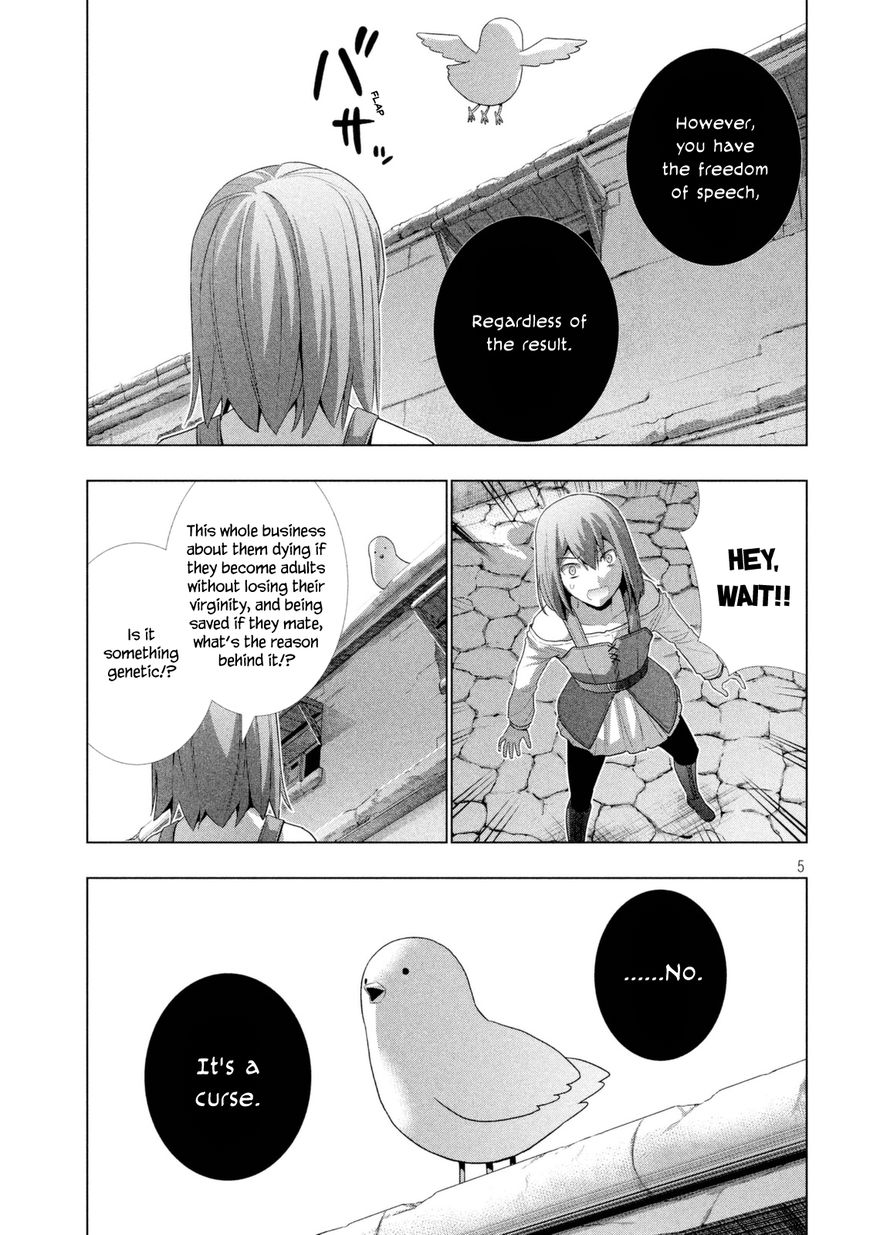 However,
you have
the freedom
of speech,
バサッ
FLAP
Regardless of
the result.
HEY,
WAIT!!
This whole business
about them dying if
they become adults
without losing their
virginity, and being
saved if they mate,
what's the reason
behind it!?
Is it
something
genetic!?
5
......No.
It's a
curse.